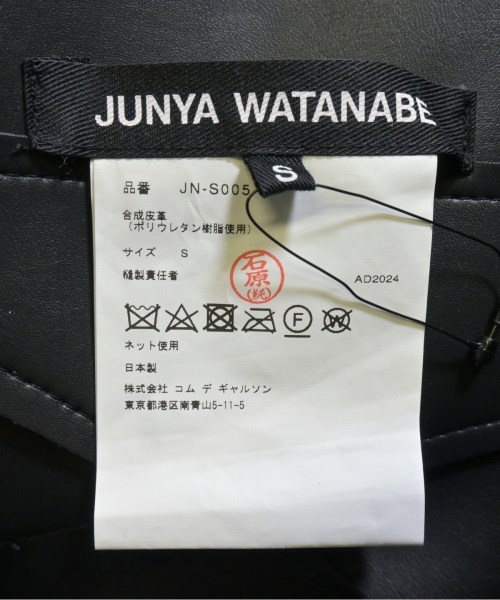 JUNYA WATANABE
S
品番 JN-S005
合成皮革
(ポリウレタン樹脂使用)
サイズ S
縫製責任者
石原
(純)
AD2024
F
W
ネット使用
日本製
株式会社 コム デ ギャルソン
東京都港区南青山5-11-5